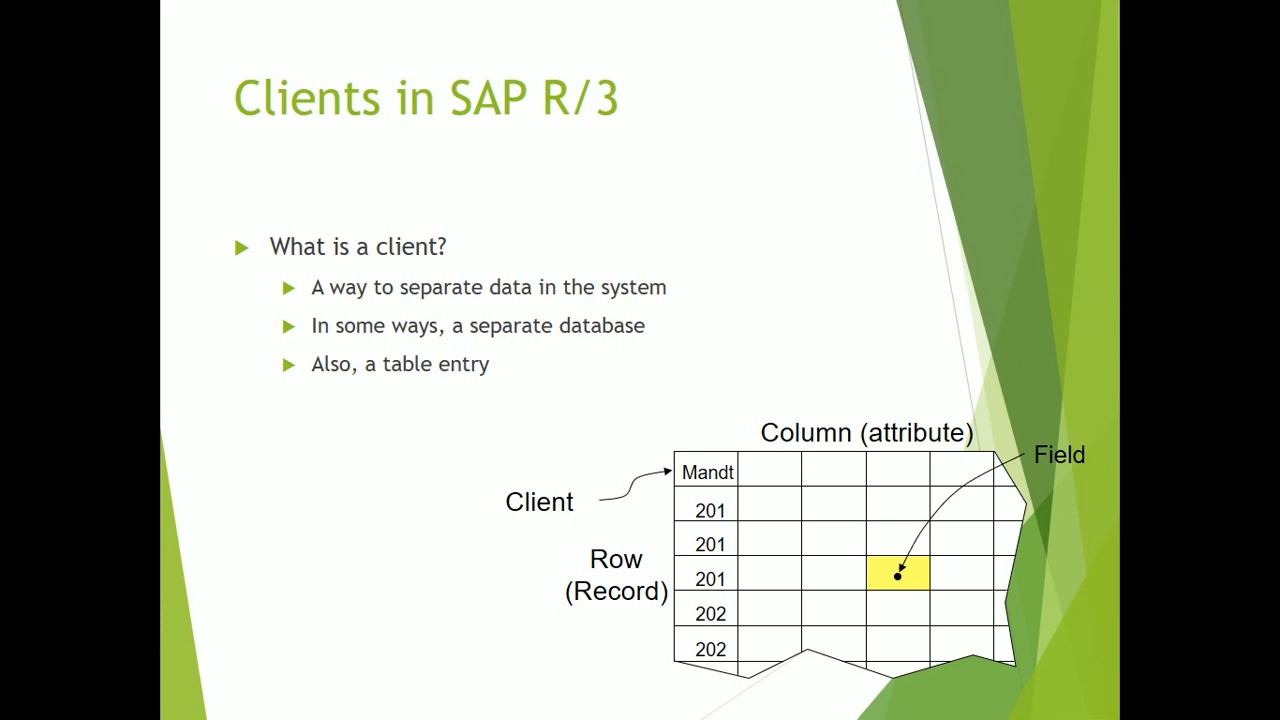 Clients in SAP R/3
What is a client?
A way to separate data in the system
In some ways, a separate database
Also, a table entry
Column (attribute)
Field
Mandt
Client
201
201
Row
(Record)
201
202
202